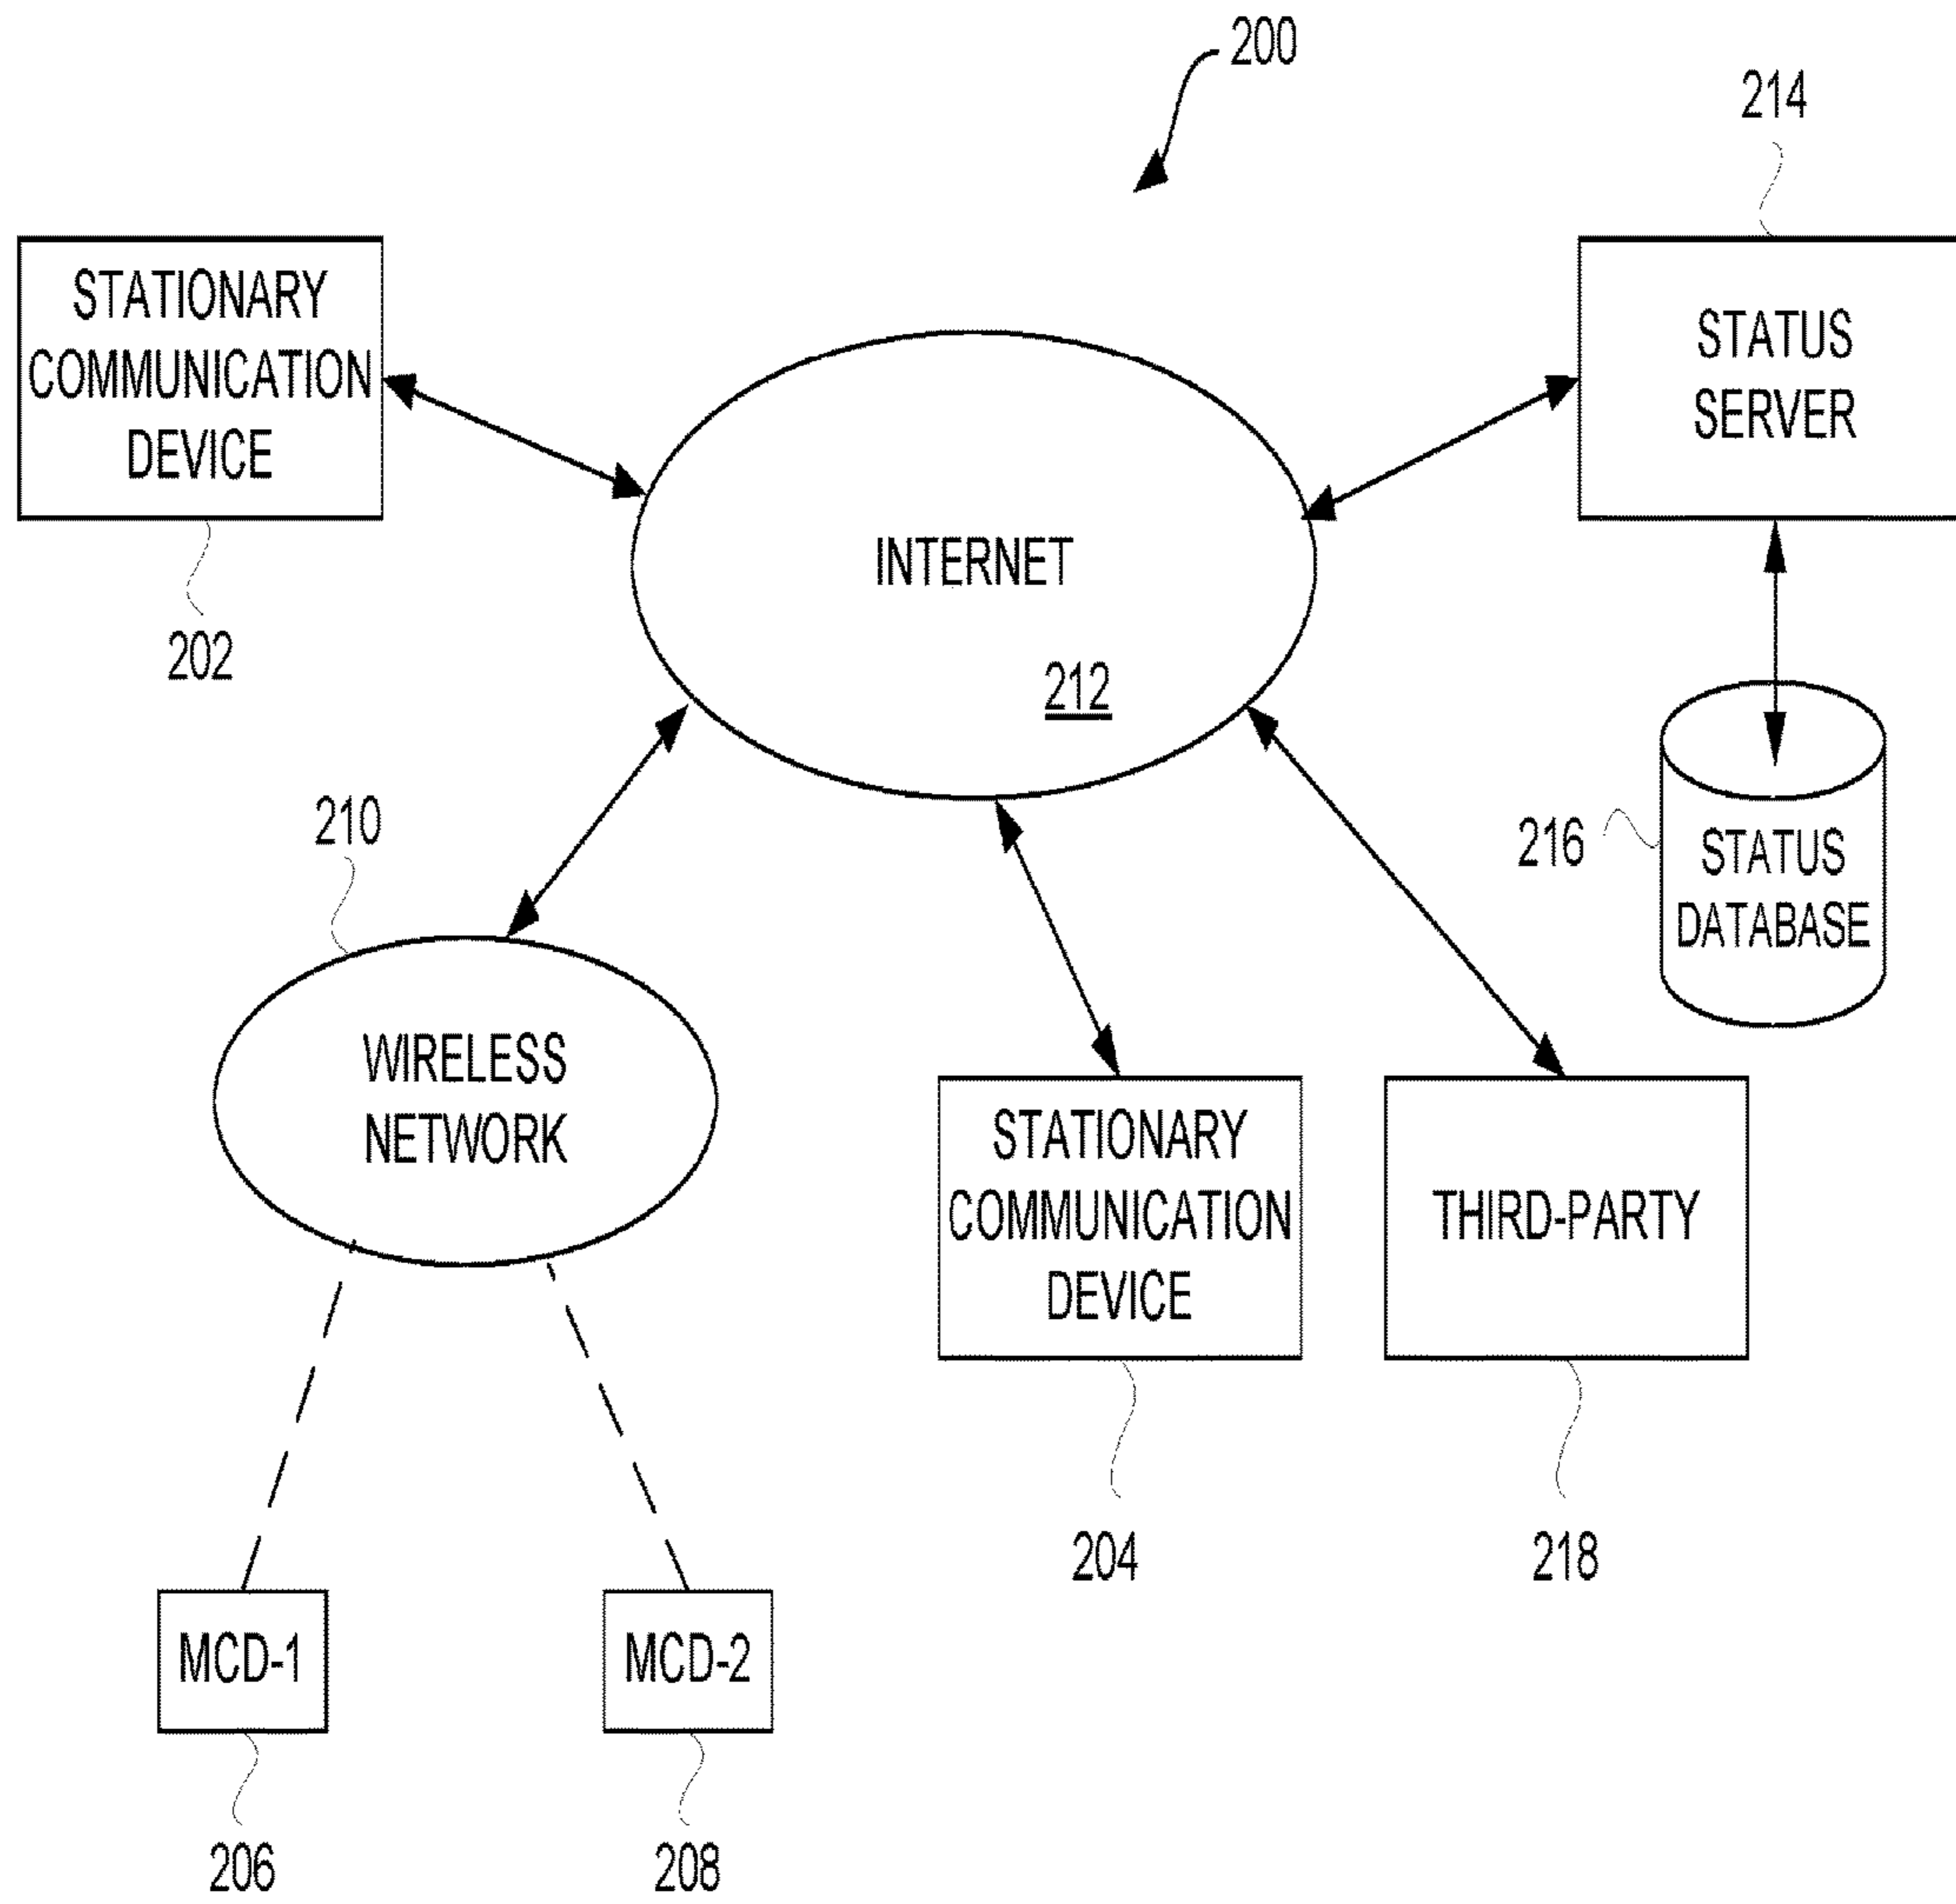 200
214
STATIONARY
COMMUNICATION
DEVICE
STATUS
SERVER
INTERNET
202
212
210
216
STATUS
DATABASE
WIRELESS
NETWORK
STATIONARY
COMMUNICATION
DEVICE
THIRD-PARTY
204
218
MCD-1
MCD-2
206
208